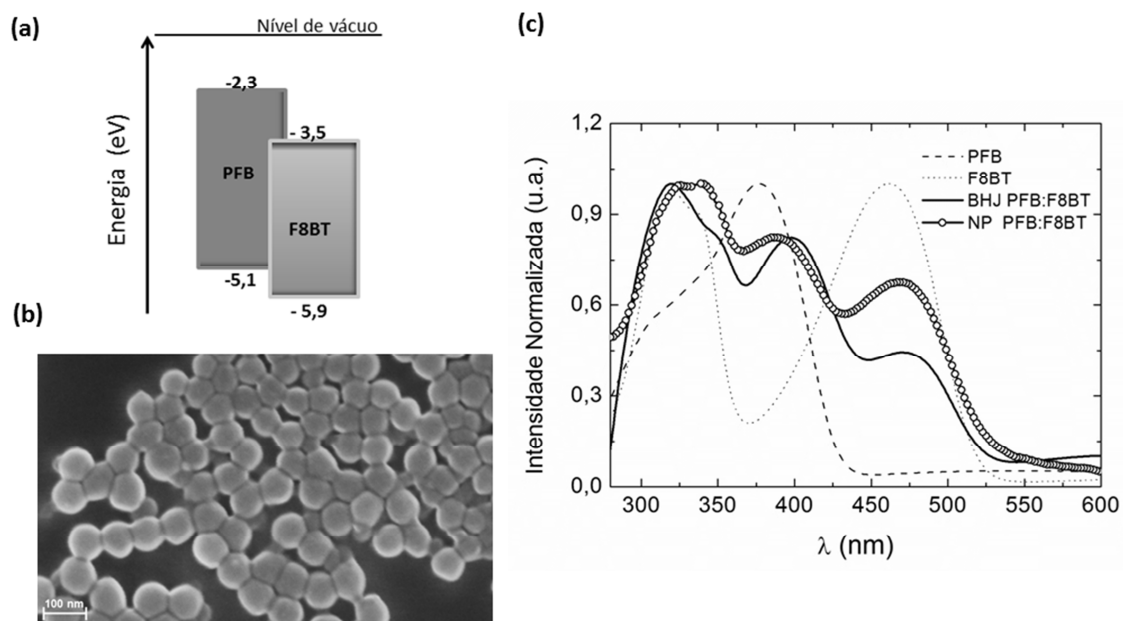 (a)
Nível de vácuo
Energia (eV)
-2,3
- 3,5
PFB
F8BT
-5,1
- 5,9
(b)
100 nm
(c)
Intensidade Normalizada (u.a.)
1,2
0,9
0,6
0,3
0,0
PFB
F8BT
BHJ PFB:F8BT
NP PFB:F8BT
300 350 400 450 500 550 600
λ (nm)